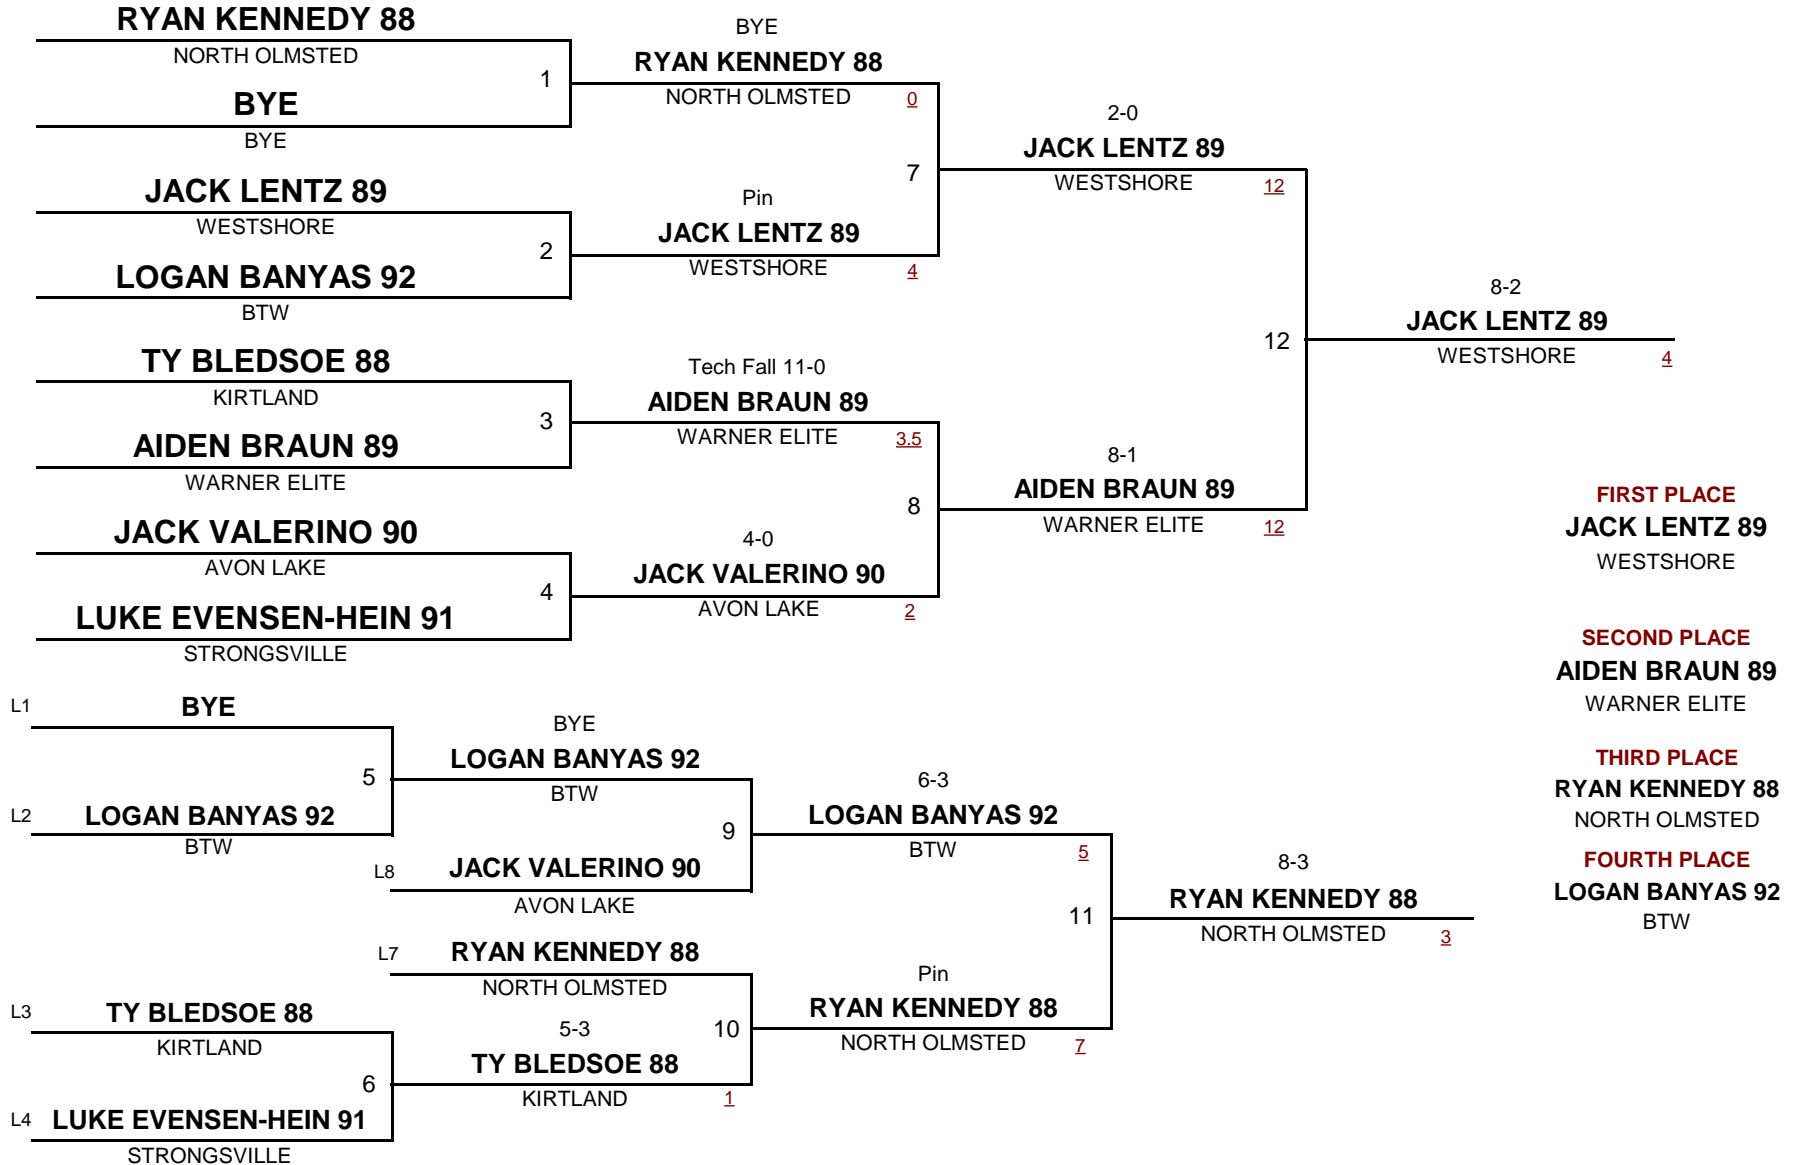 RYAN KENNEDY 88
NORTH OLMSTED
1
BYE
BYE
JACK LENTZ 89
WESTSHORE
2
LOGAN BANYAS 92
BTW
TY BLEDSOE 88
KIRTLAND
3
AIDEN BRAUN 89
WARNER ELITE
JACK VALERINO 90
AVON LAKE
4
LUKE EVENSEN-HEIN 91
STRONGSVILLE
BYE
RYAN KENNEDY 88
NORTH OLMSTED 0
7
Pin
JACK LENTZ 89
WESTSHORE 4
Tech Fall 11-0
AIDEN BRAUN 89
WARNER ELITE 3.5
8
4-0
JACK VALERINO 90
AVON LAKE 2
2-0
JACK LENTZ 89
WESTSHORE 12
12
8-1
AIDEN BRAUN 89
WARNER ELITE 12
8-2
JACK LENTZ 89
WESTSHORE 4
FIRST PLACE
JACK LENTZ 89
WESTSHORE
SECOND PLACE
AIDEN BRAUN 89
WARNER ELITE
THIRD PLACE
RYAN KENNEDY 88
NORTH OLMSTED
FOURTH PLACE
LOGAN BANYAS 92
BTW
L1 BYE
5
L2 LOGAN BANYAS 92
BTW
L3 TY BLEDSOE 88
KIRTLAND
6
L4 LUKE EVENSEN-HEIN 91
STRONGSVILLE
BYE
LOGAN BANYAS 92
BTW
9
L8 JACK VALERINO 90
AVON LAKE
L7 RYAN KENNEDY 88
NORTH OLMSTED
5-3 10
TY BLEDSOE 88
KIRTLAND 1
6-3
LOGAN BANYAS 92
BTW 5
11
Pin
RYAN KENNEDY 88
NORTH OLMSTED 7
8-3
RYAN KENNEDY 88
NORTH OLMSTED 3